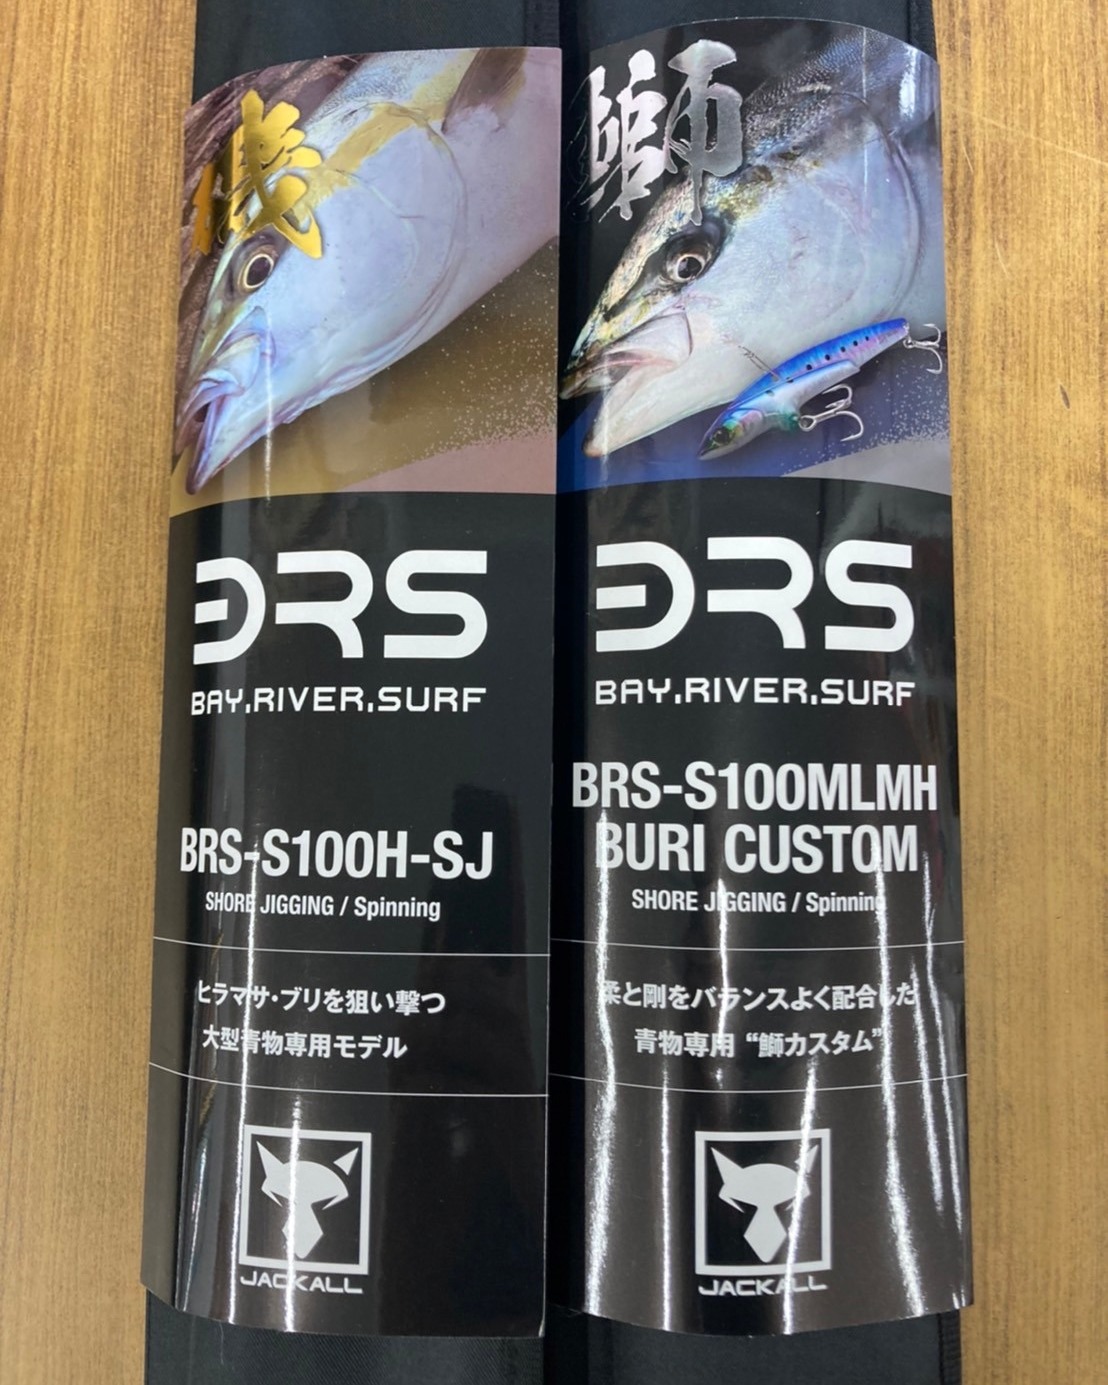 磯
BRS
BAY.RIVER.SURF
BRS-S100H-SJ
SHORE JIGGING / Spinning
ヒラマサ・ブリを狙い撃つ
大型青物専用モデル
JACKALL
鰤
BRS
BAY.RIVER.SURF
BRS-S100MLMH
BURI CUSTOM
SHORE JIGGING / Spinning
柔と剛をバランスよく配合した
青物専用 “鰤カスタム”
JACKALL